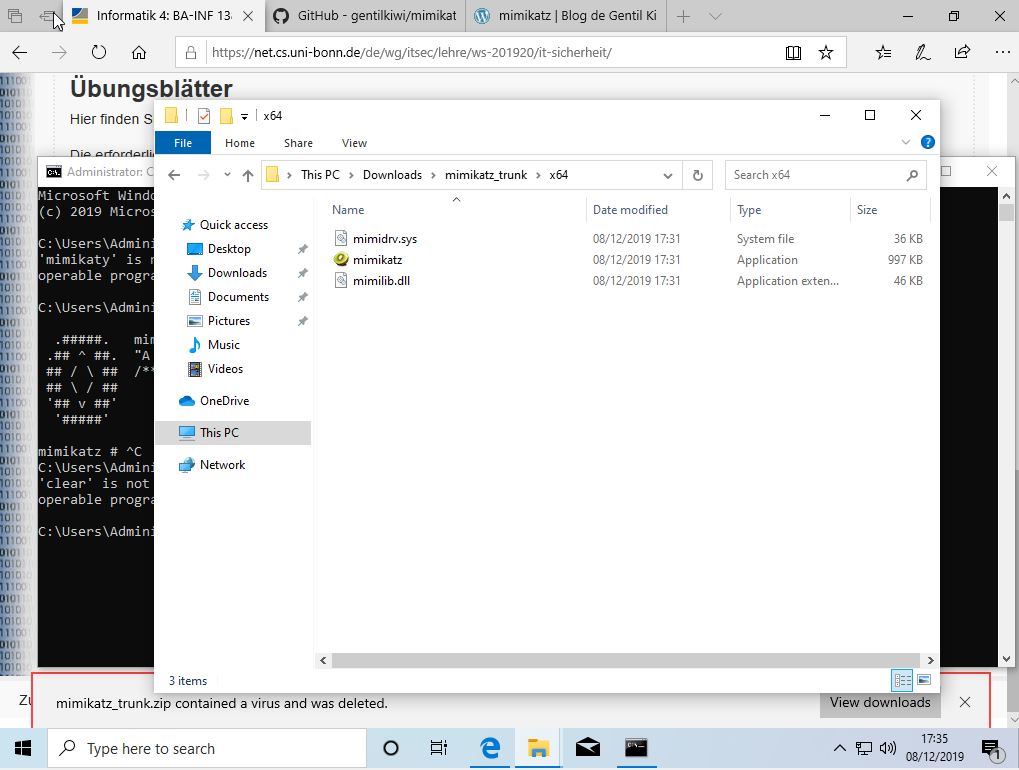 Informatik 4: BA-INF 13
GitHub - gentilkiwi/mimikat
mimikatz | Blog de Gentil Ki
https://net.cs.uni-bonn.de/de/wg/itsec/lehre/ws-201920/it-sicherheit/
Übungsblätter
Hier finden S
Die erforderli
x64
File Home Share View
This PC > Downloads > mimikatz_trunk > x64
Search x64
Name Date modified Type Size
mimidrv.sys 08/12/2019 17:31 System file 36 KB
mimikatz 08/12/2019 17:31 Application 997 KB
mimilib.dll 08/12/2019 17:31 Application exten... 46 KB
Quick access
Desktop
Downloads
Documents
Pictures
Music
Videos
OneDrive
This PC
Network
3 items
Administrator: C
Microsoft Windo
(c) 2019 Micros
C:\Users\Admini
'mimikaty' is n
operable progra
C:\Users\Admini
.#####. mim
.## ^ ##. "A
## / \ ## /**
## \ / ##
'## v ##'
'#####'
mimikatz # ^C
C:\Users\Admini
'clear' is not
operable progra
C:\Users\Admini
Zu
mimikatz_trunk.zip contained a virus and was deleted.
View downloads
Type here to search
17:35
08/12/2019
1